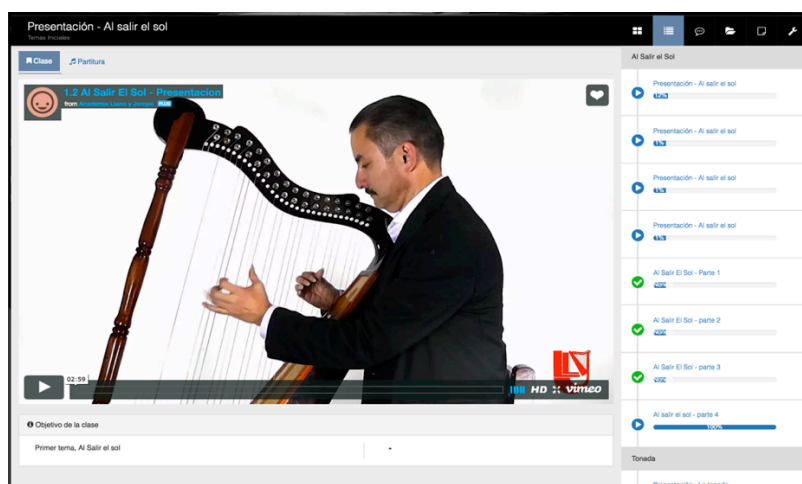 Presentación - Al salir el sol
Temas Iniciales
Clase
Partitura
1.2 Al Salir El Sol - Presentacion
from Academia Llano y Joropo PLUS
02:59
HD
vimeo
Objetivo de la clase
Primer tema, Al Salir el sol
Al Salir el Sol
Presentación - Al salir el sol
12%
Presentación - Al salir el sol
1%
Presentación - Al salir el sol
1%
Presentación - Al salir el sol
1%
Al Salir El Sol - Parte 1
Al Salir El Sol - parte 2
Al Salir El Sol - parte 3
Al salir el sol - parte 4
100%
Tonada